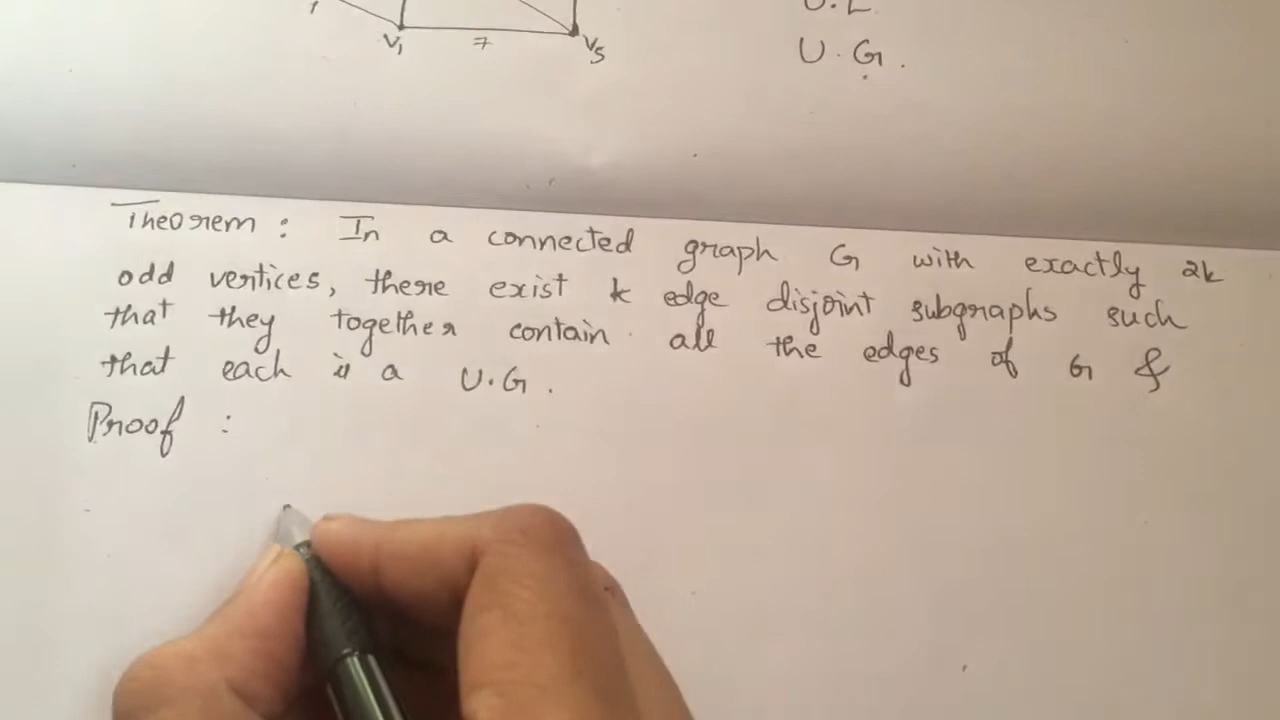 U.L
V₁ 7 V₅
U.G.
Theorem : In a connected graph G with exactly 2k
odd vertices, there exist k edge disjoint subgraphs such
that they together contain all the edges of G &
that each is a U.G.
Proof :